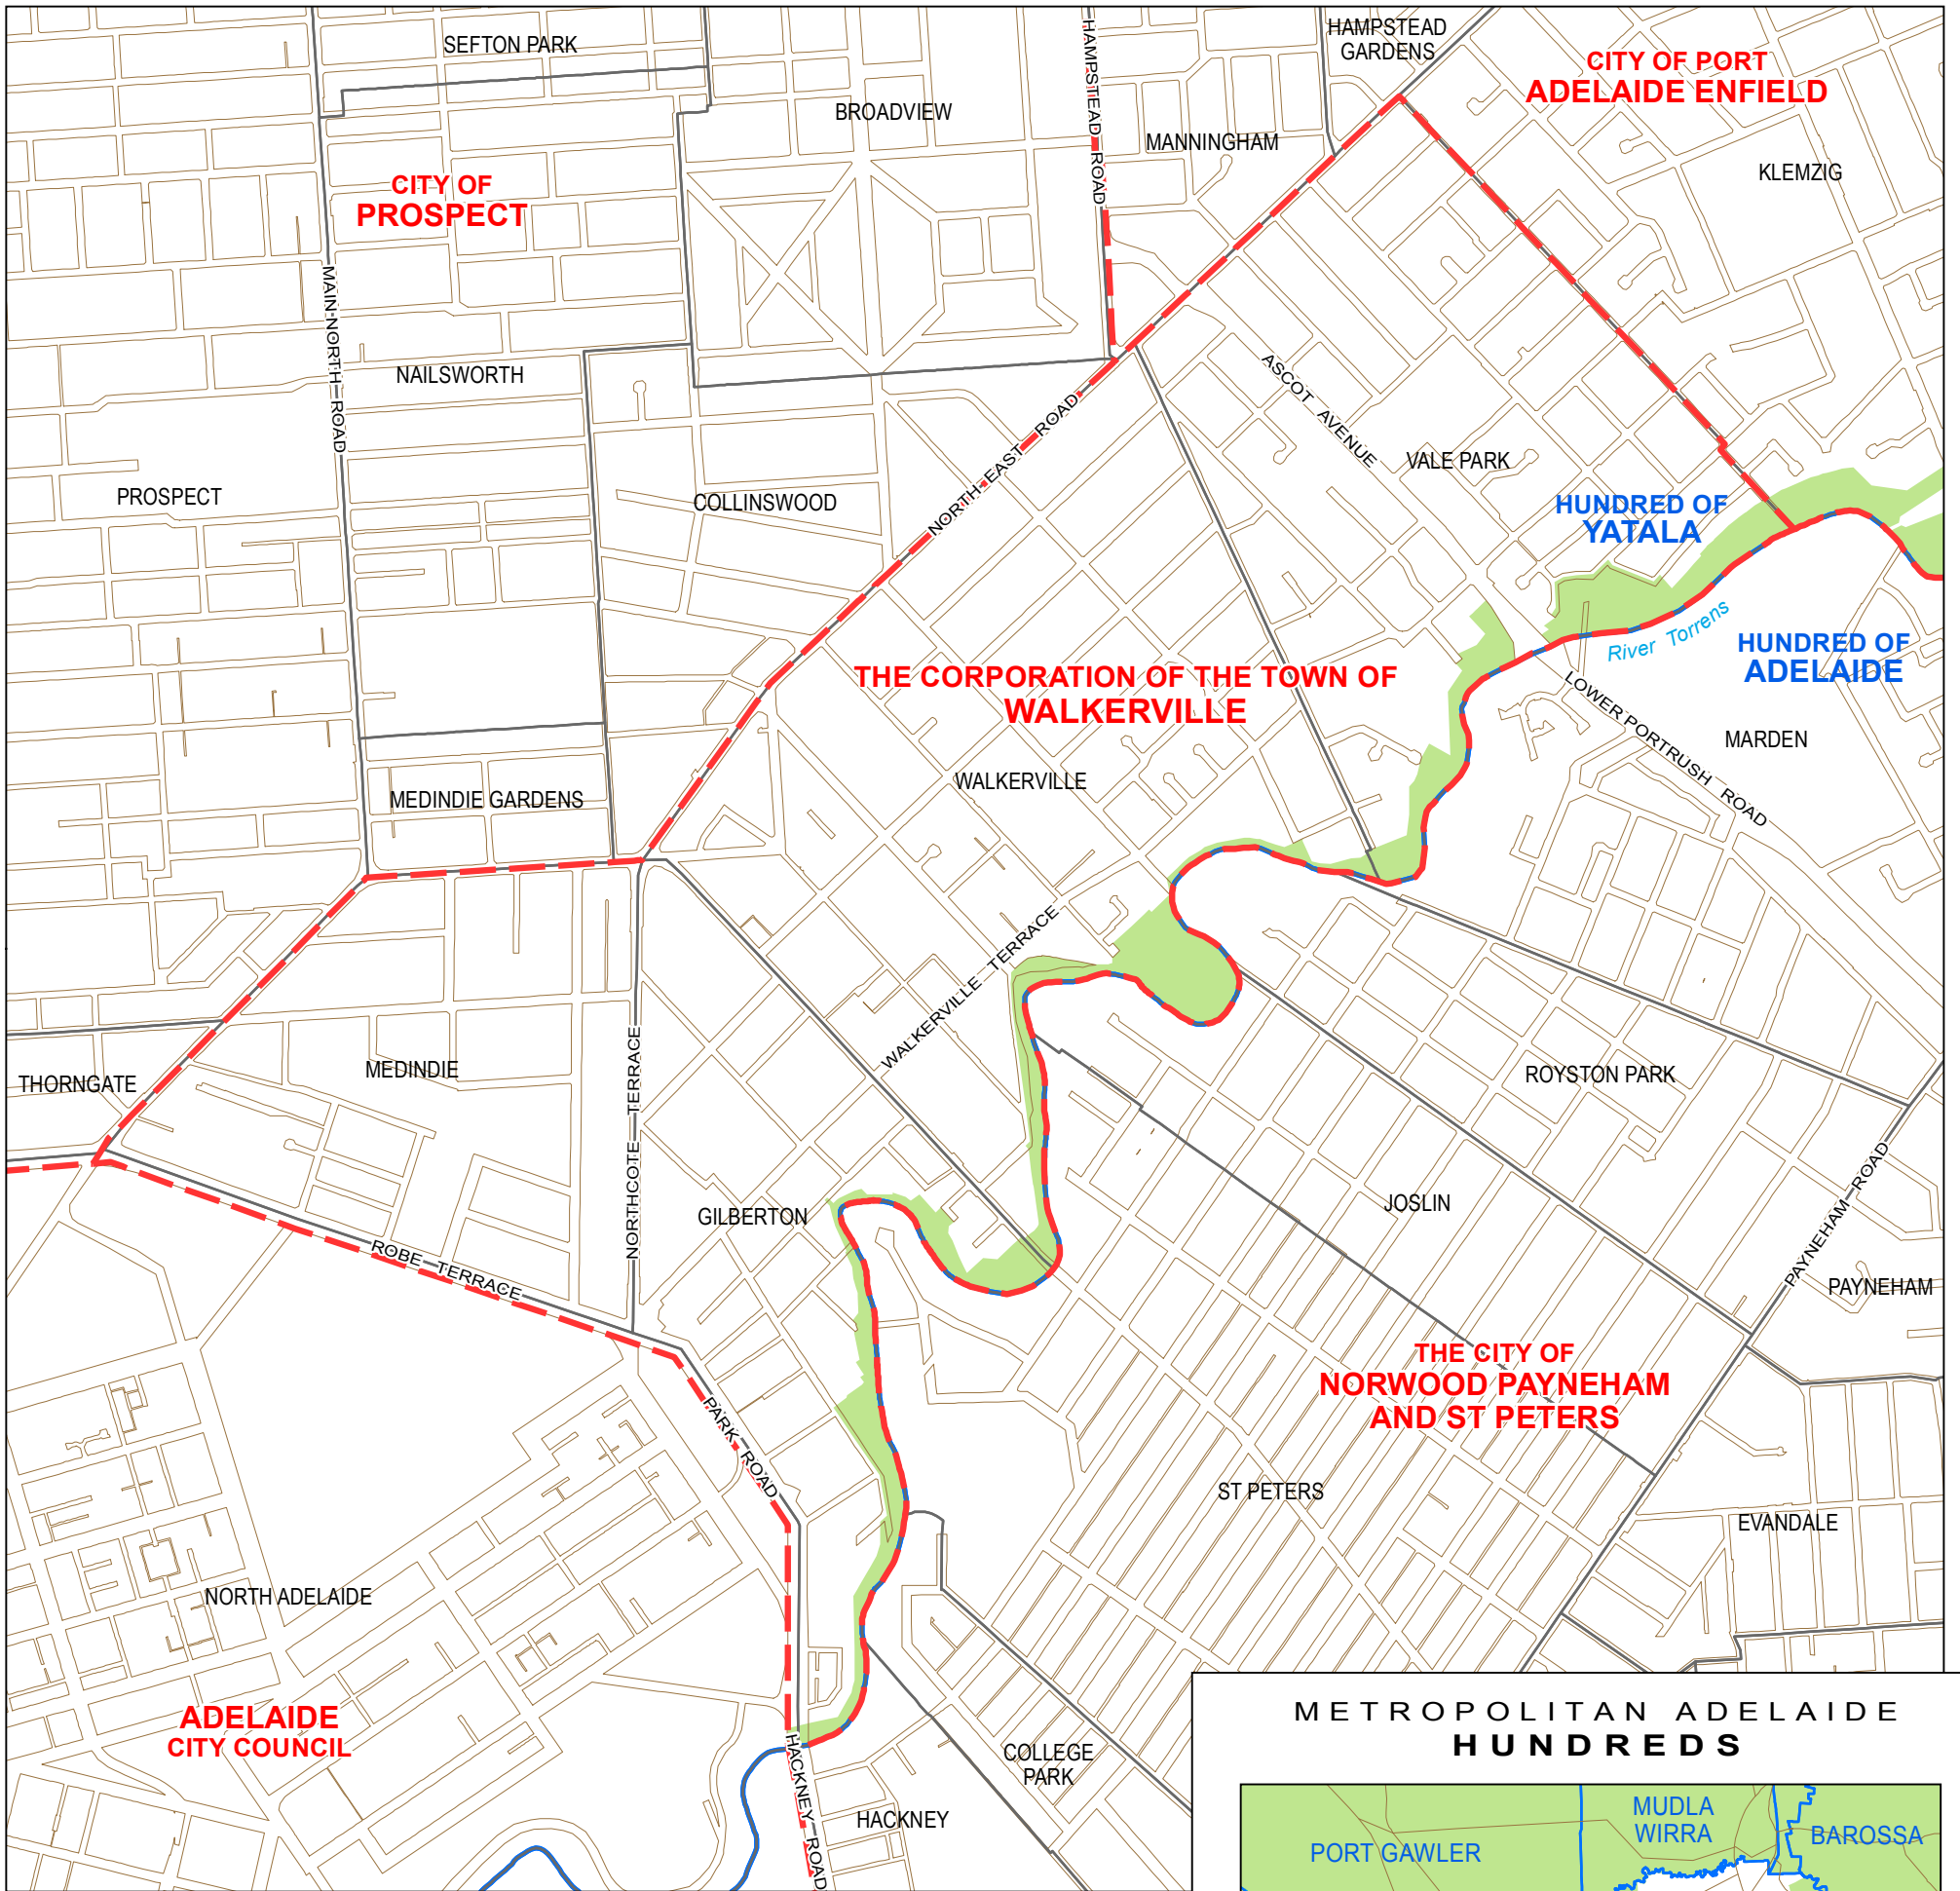 SEFTON PARK
HAMPSTEAD
GARDENS
CITY OF PORT
ADELAIDE ENFIELD
HAMPSTEAD ROAD
BROADVIEW
MANNINGHAM
KLEMZIG
CITY OF
PROSPECT
MAIN NORTH ROAD
NAILSWORTH
ASCOT AVENUE
NORTH EAST ROAD
VALE PARK
PROSPECT
COLLINSWOOD
HUNDRED OF
YATALA
River Torrens
HUNDRED OF
ADELAIDE
THE CORPORATION OF THE TOWN OF
WALKERVILLE
LOWER PORTRUSH ROAD
MARDEN
WALKERVILLE
MEDINDIE GARDENS
WALKERVILLE TERRACE
THORNGATE
MEDINDIE
NORTHCOTE TERRACE
ROYSTON PARK
GILBERTON
JOSLIN
PAYNEHAM ROAD
ROBE TERRACE
PAYNEHAM
THE CITY OF
NORWOOD PAYNEHAM
AND ST PETERS
PARK ROAD
ST PETERS
EVANDALE
NORTH ADELAIDE
ADELAIDE
CITY COUNCIL
HACKNEY ROAD
COLLEGE
PARK
HACKNEY
METROPOLITAN ADELAIDE
HUNDREDS
MUDLA
WIRRA
BAROSSA
PORT GAWLER